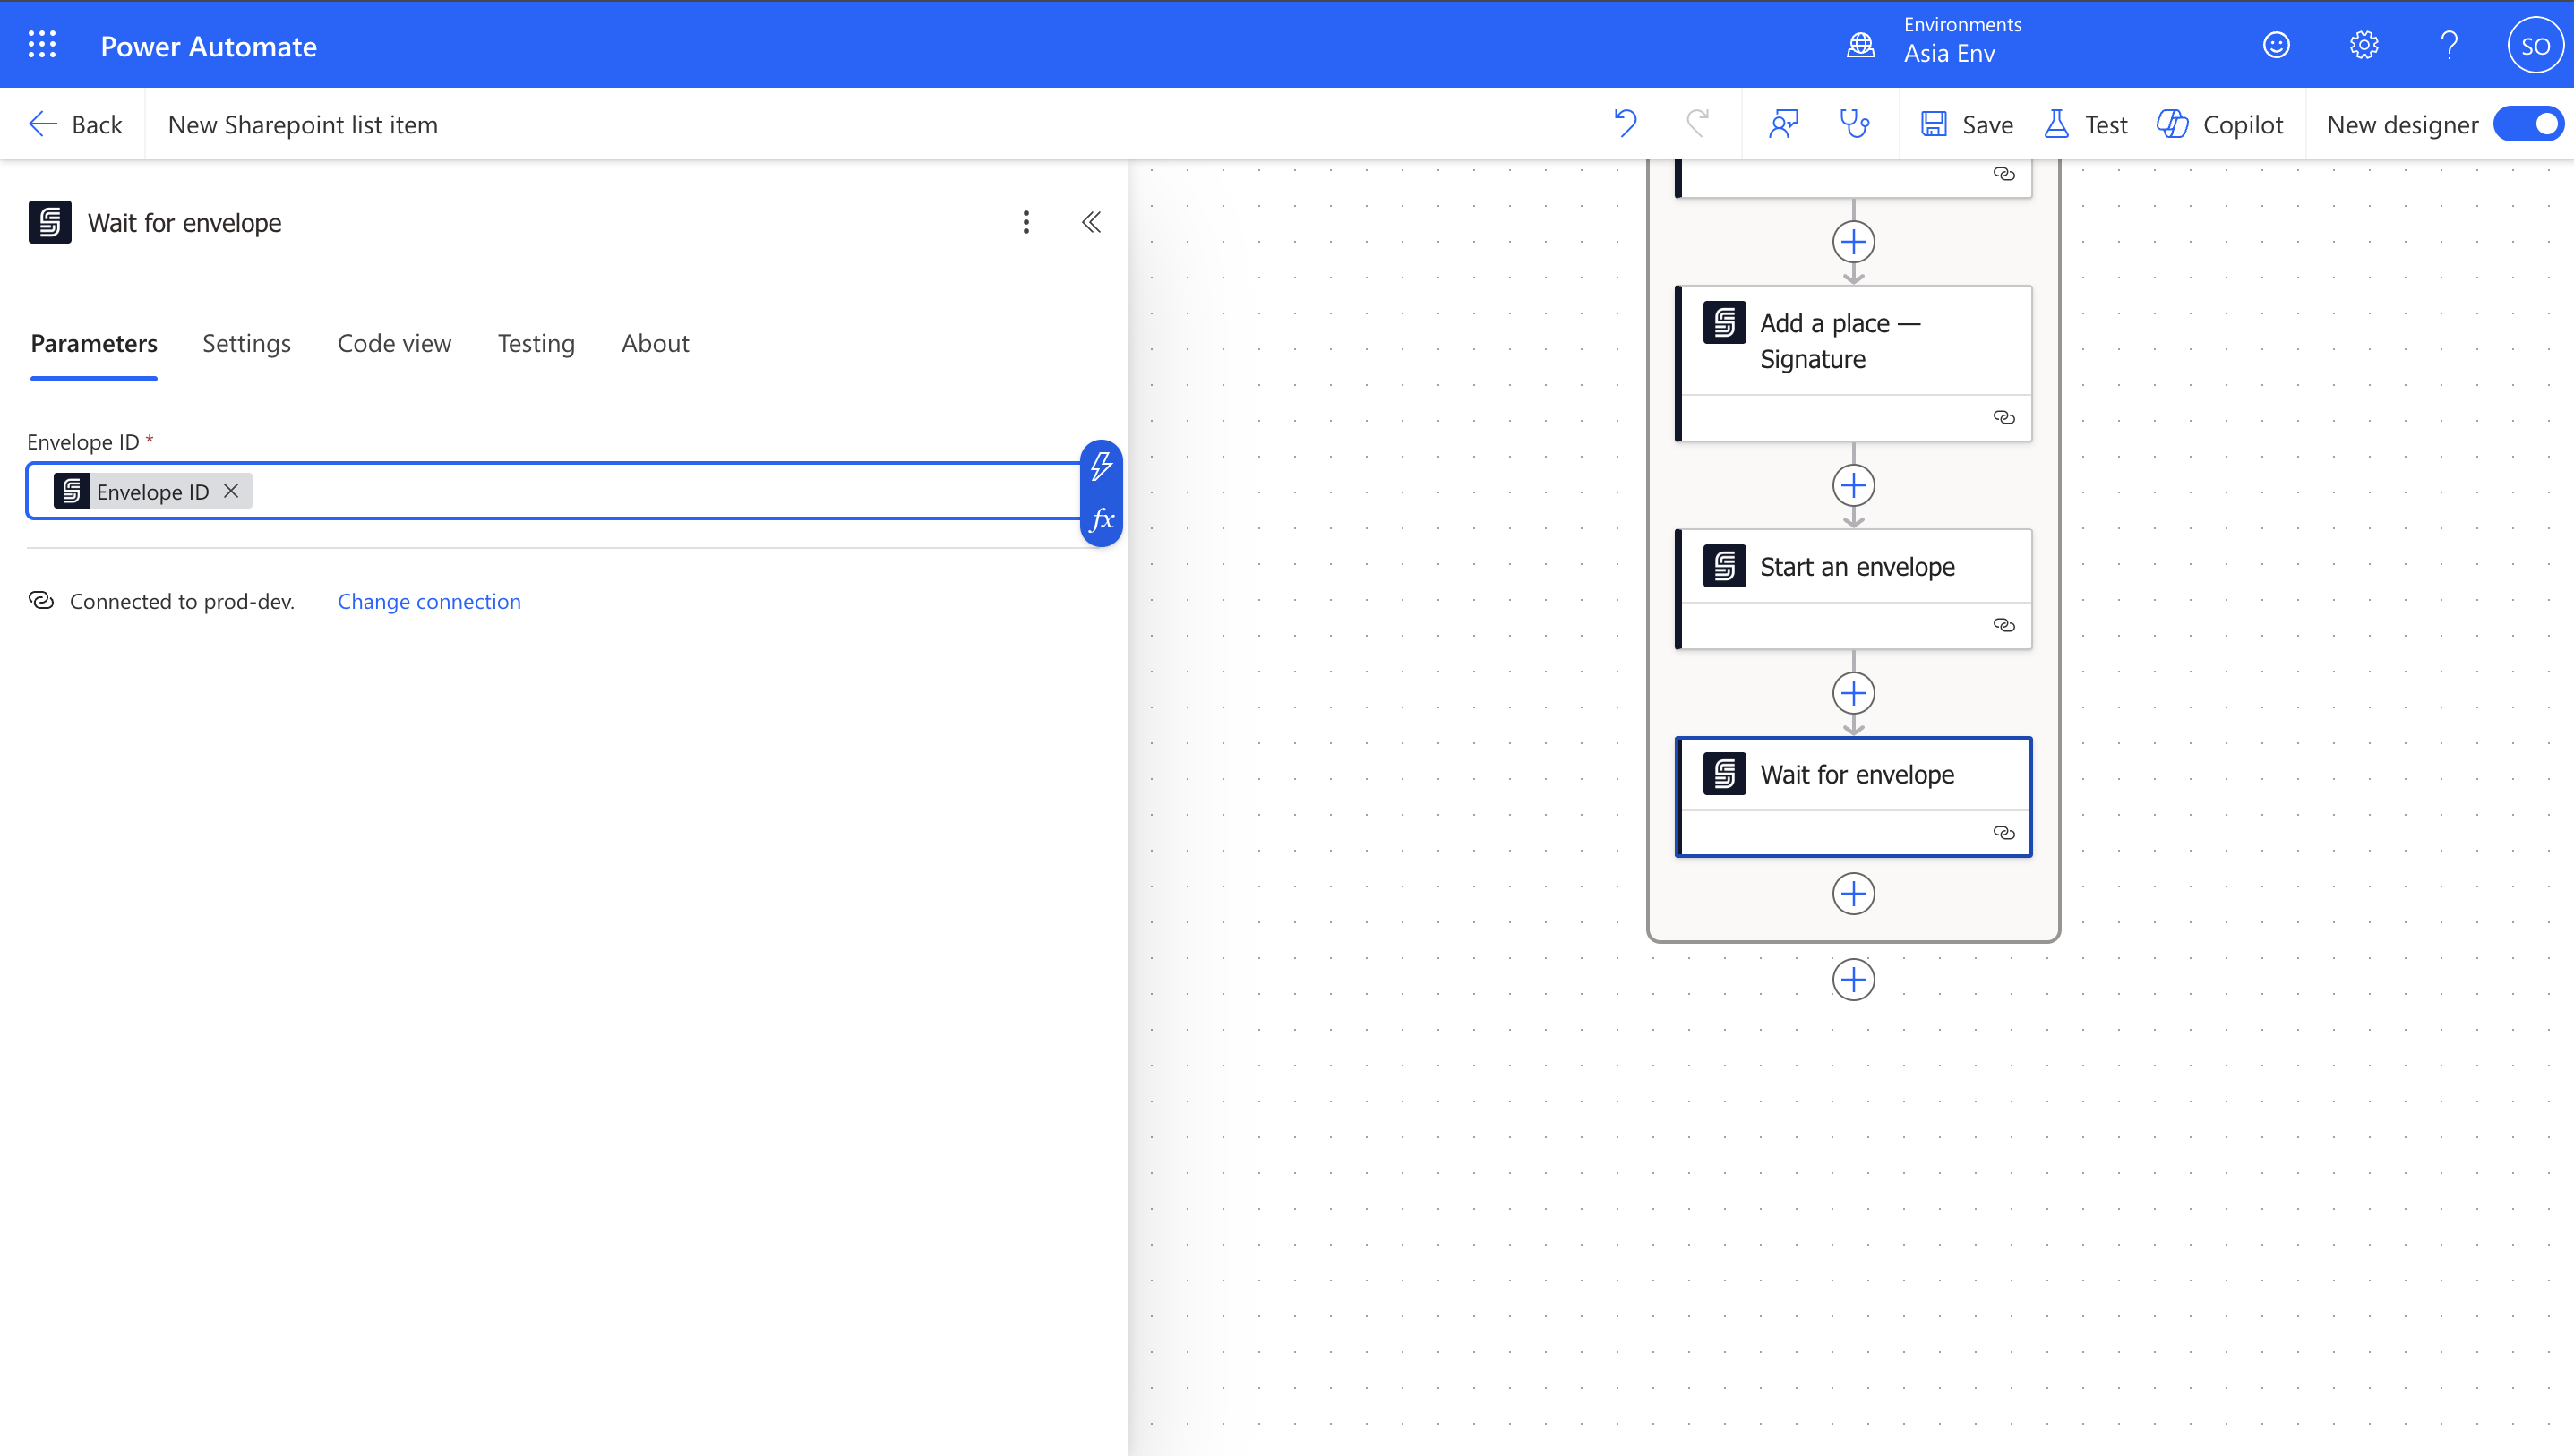 Power Automate
Environments
Asia Env
SO
Back
New Sharepoint list item
Save
Test
Copilot
New designer
Wait for envelope
Parameters
Settings
Code view
Testing
About
Envelope ID *
Envelope ID
fx
Connected to prod-dev.
Change connection
Add a place —
Signature
Start an envelope
Wait for envelope